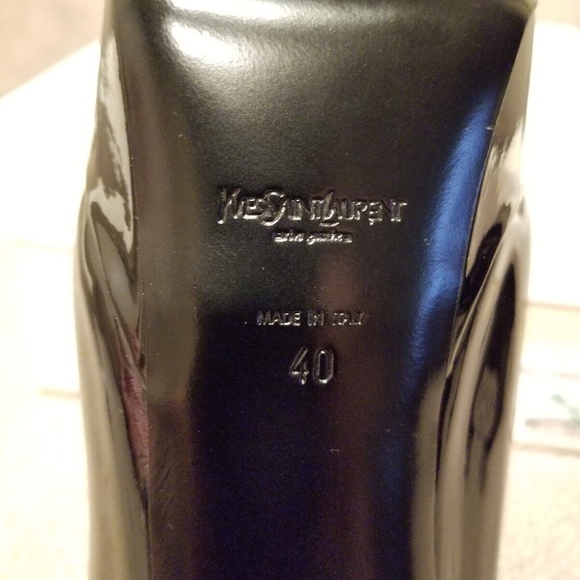 YVESSAINTLAURENT
rive gauche
MADE IN ITALY
40